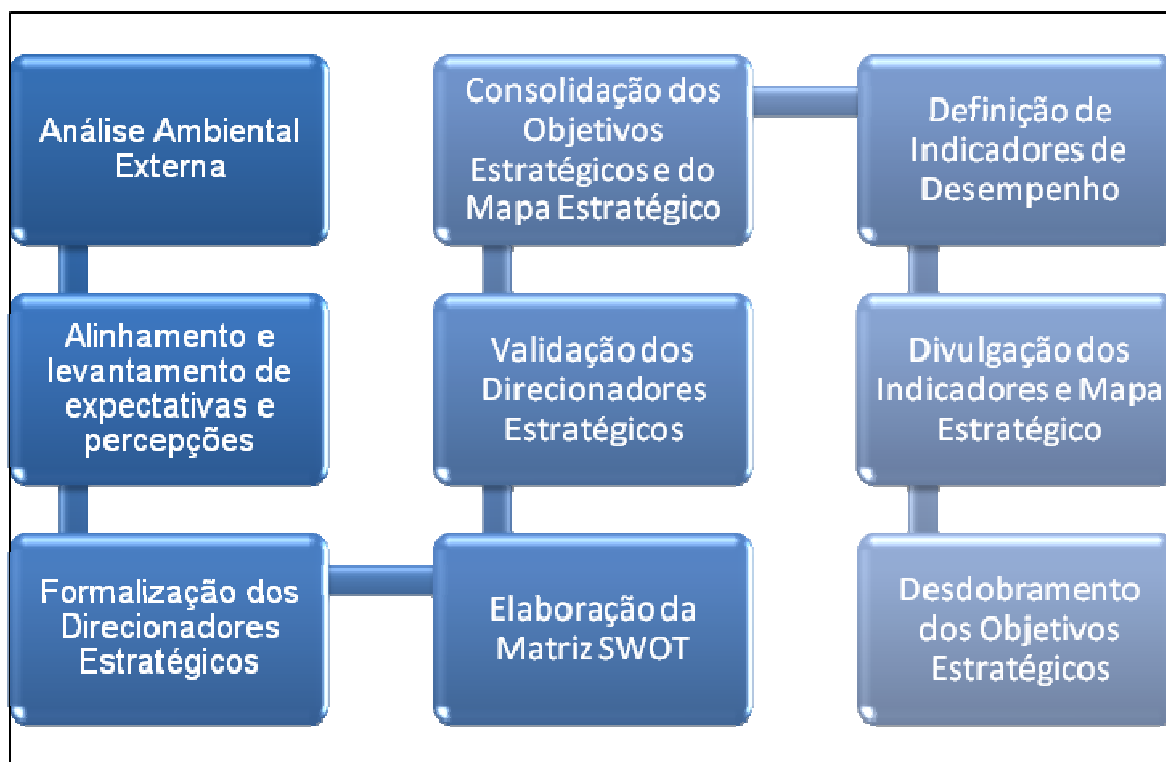 Análise Ambiental
Externa
Alinhamento e
levantamento de
expectativas e
percepções
Formalização dos
Direcionadores
Estratégicos
Elaboração da
Matriz SWOT
Validação dos
Direcionadores
Estratégicos
Consolidação dos
Objetivos
Estratégicos e do
Mapa Estratégico
Definição de
Indicadores de
Desempenho
Divulgação dos
Indicadores e Mapa
Estratégico
Desdobramento
dos Objetivos
Estratégicos